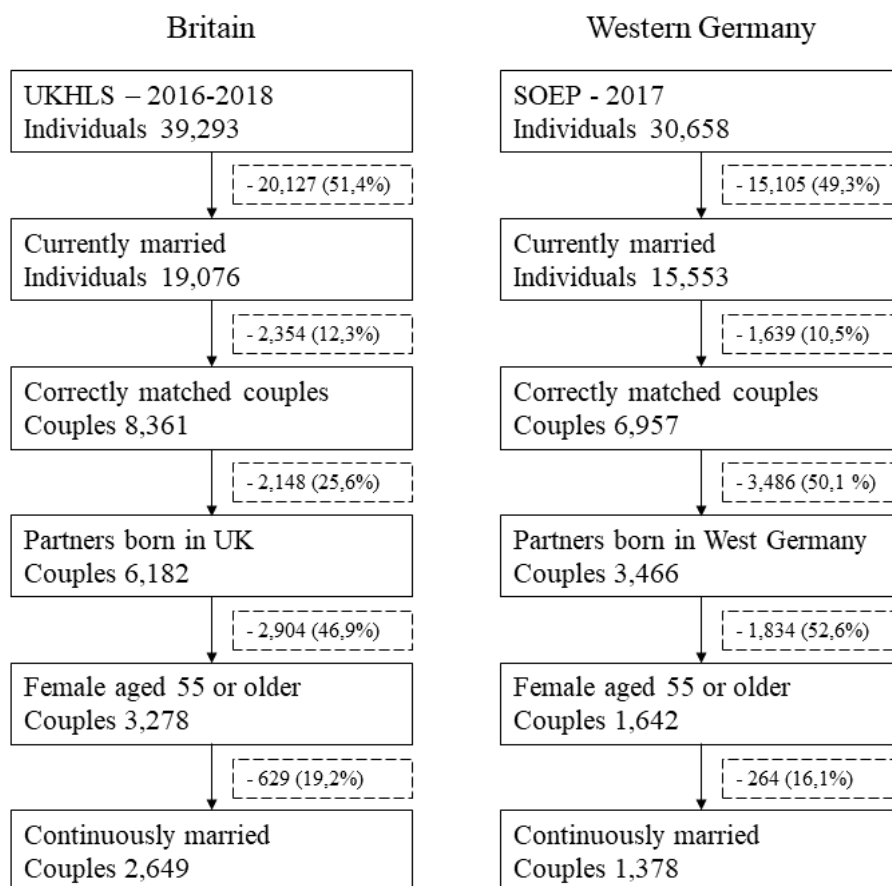 Britain
UKHLS – 2016-2018
Individuals 39,293
- 20,127 (51,4%)
Currently married
Individuals 19,076
- 2,354 (12,3%)
Correctly matched couples
Couples 8,361
- 2,148 (25,6%)
Partners born in UK
Couples 6,182
- 2,904 (46,9%)
Female aged 55 or older
Couples 3,278
- 629 (19,2%)
Continuously married
Couples 2,649
Western Germany
SOEP - 2017
Individuals 30,658
- 15,105 (49,3%)
Currently married
Individuals 15,553
- 1,639 (10,5%)
Correctly matched couples
Couples 6,957
- 3,486 (50,1 %)
Partners born in West Germany
Couples 3,466
- 1,834 (52,6%)
Female aged 55 or older
Couples 1,642
- 264 (16,1%)
Continuously married
Couples 1,378